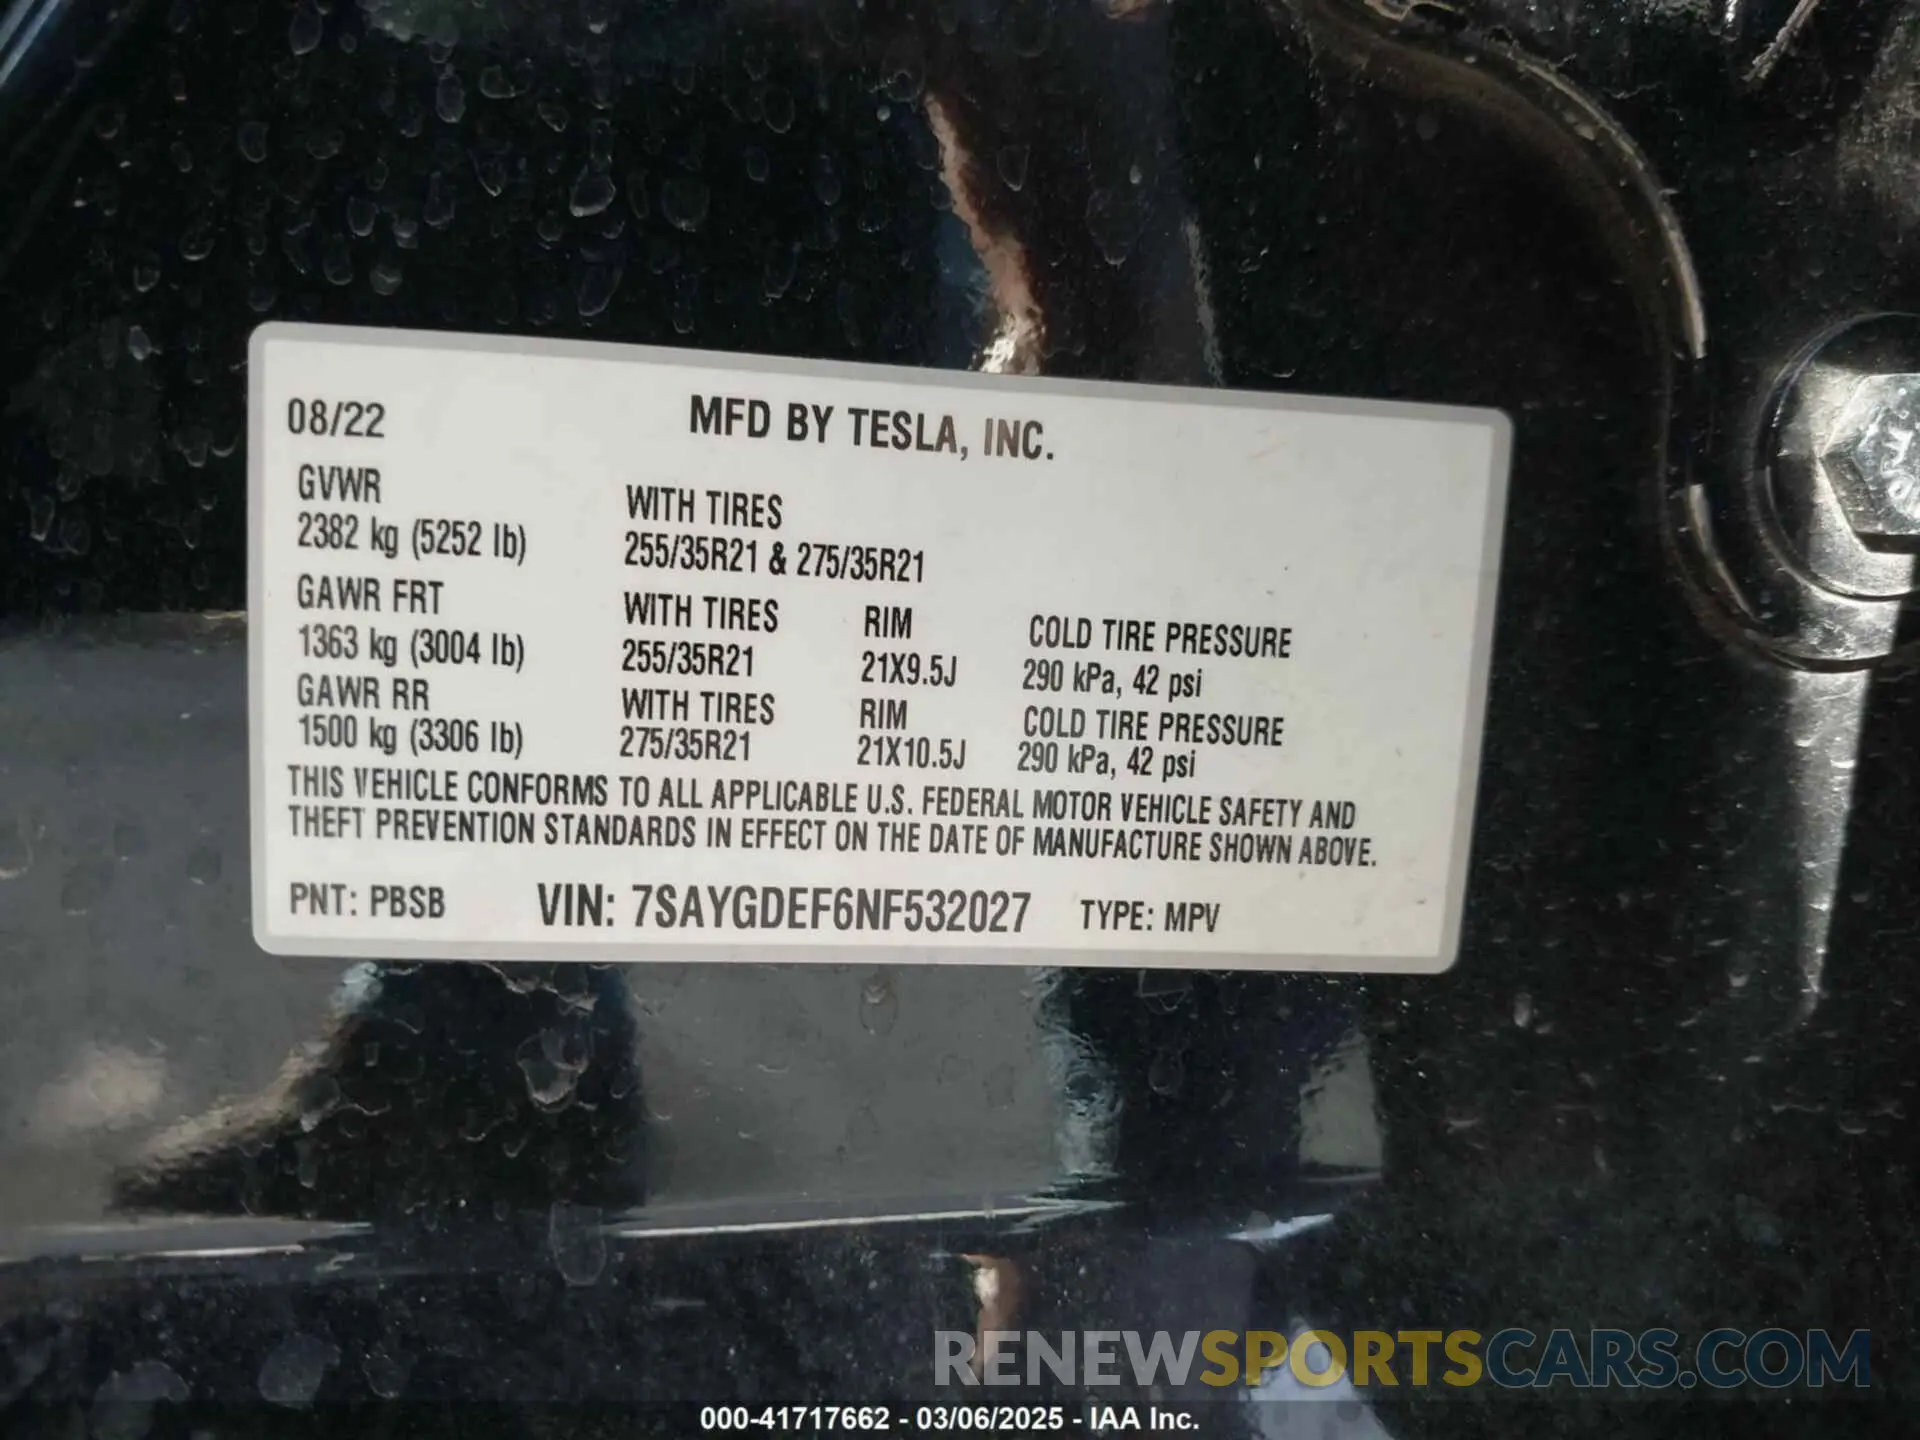 08/22 MFD BY TESLA, INC.
GVWR WITH TIRES
2382 kg (5252 lb) 255/35R21 & 275/35R21
GAWR FRT WITH TIRES RIM COLD TIRE PRESSURE
1363 kg (3004 lb) 255/35R21 21X9.5J 290 kPa, 42 psi
GAWR RR WITH TIRES RIM COLD TIRE PRESSURE
1500 kg (3306 lb) 275/35R21 21X10.5J 290 kPa, 42 psi
THIS VEHICLE CONFORMS TO ALL APPLICABLE U.S. FEDERAL MOTOR VEHICLE SAFETY AND
THEFT PREVENTION STANDARDS IN EFFECT ON THE DATE OF MANUFACTURE SHOWN ABOVE.
PNT: PBSB VIN: 7SAYGDEF6NF532027 TYPE: MPV
RENEWSPORTSCARS.COM
000-41717662 - 03/06/2025 - IAA Inc.